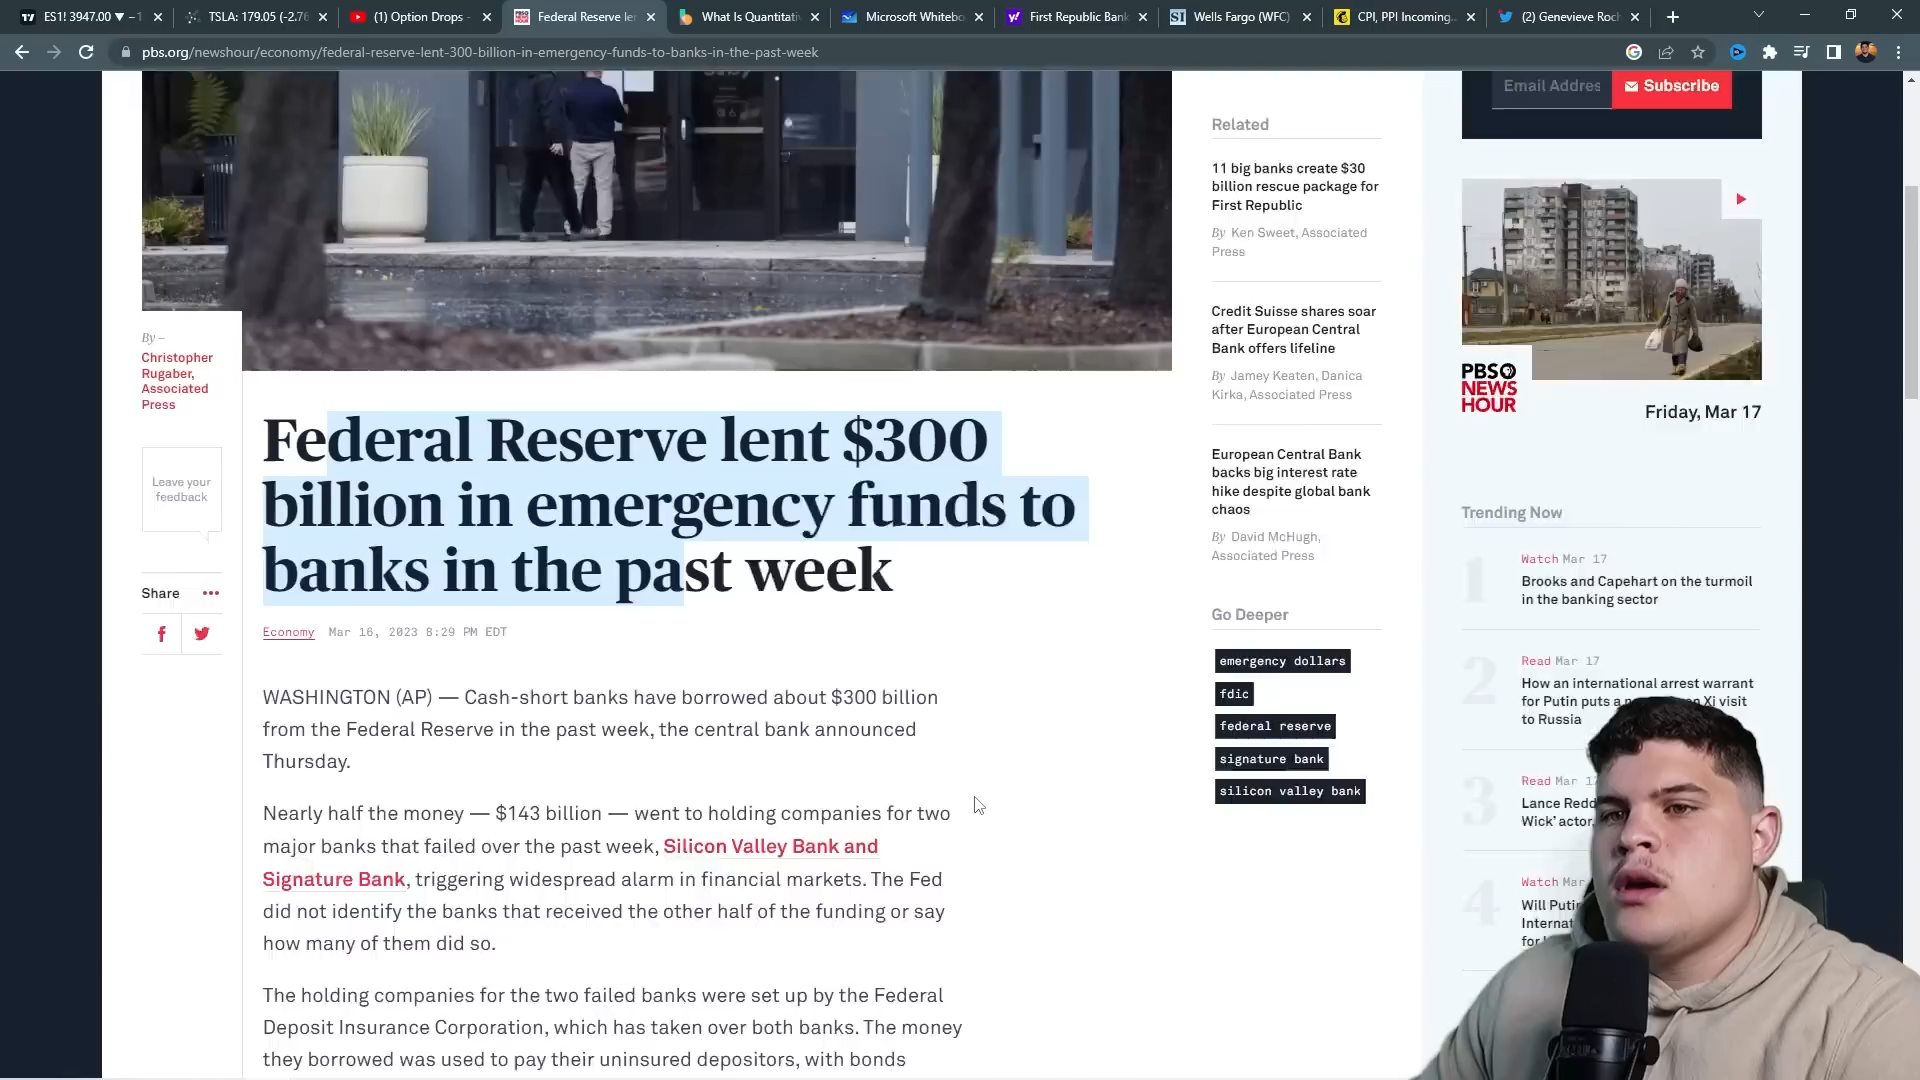 ES1! 3947.00 ▼ −1
TSLA: 179.05 (-2.76
(1) Option Drops -
Federal Reserve le
What Is Quantitati
Microsoft Whitebo
First Republic Bank
Wells Fargo (WFC)
CPI, PPI Incoming.
(2) Genevieve Roc
pbs.org/newshour/economy/federal-reserve-lent-300-billion-in-emergency-funds-to-banks-in-the-past-week
By –
Christopher
Rugaber,
Associated
Press
Leave your
feedback
Share
Federal Reserve lent $300
billion in emergency funds to
banks in the past week
Economy Mar 16, 2023 8:29 PM EDT
WASHINGTON (AP) — Cash-short banks have borrowed about $300 billion
from the Federal Reserve in the past week, the central bank announced
Thursday.
Nearly half the money — $143 billion — went to holding companies for two
major banks that failed over the past week, Silicon Valley Bank and
Signature Bank, triggering widespread alarm in financial markets. The Fed
did not identify the banks that received the other half of the funding or say
how many of them did so.
The holding companies for the two failed banks were set up by the Federal
Deposit Insurance Corporation, which has taken over both banks. The money
they borrowed was used to pay their uninsured depositors, with bonds
Related
11 big banks create $30
billion rescue package for
First Republic
By Ken Sweet, Associated
Press
Credit Suisse shares soar
after European Central
Bank offers lifeline
By Jamey Keaten, Danica
Kirka, Associated Press
European Central Bank
backs big interest rate
hike despite global bank
chaos
By David McHugh,
Associated Press
Go Deeper
emergency dollars
fdic
federal reserve
signature bank
silicon valley bank
Email Addres
Subscribe
PBS
NEWS
HOUR
Friday, Mar 17
Trending Now
1
Watch Mar 17
Brooks and Capehart on the turmoil
in the banking sector
2
Read Mar 17
How an international arrest warrant
for Putin puts a on Xi visit
to Russia
3
Read Mar 17
Lance Redd
Wick' actor,
4
Watch Mar
Will Putin
Internat
for